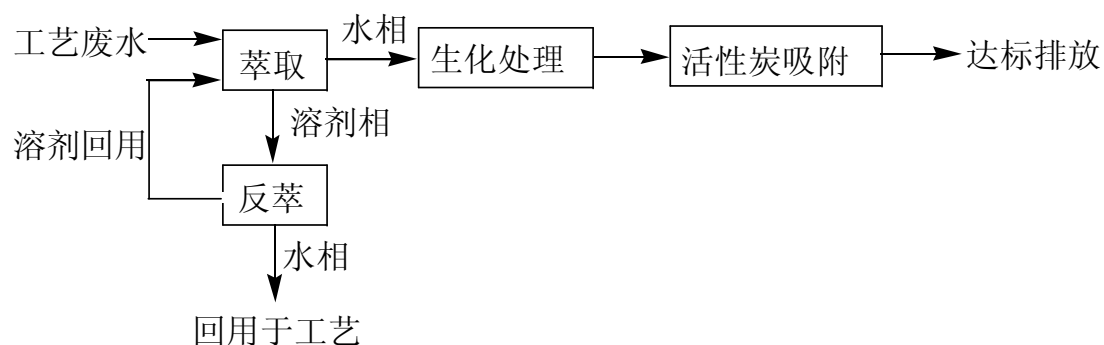 工艺废水
萃取
水相
生化处理
活性炭吸附
达标排放
溶剂相
溶剂回用
反萃
水相
回用于工艺